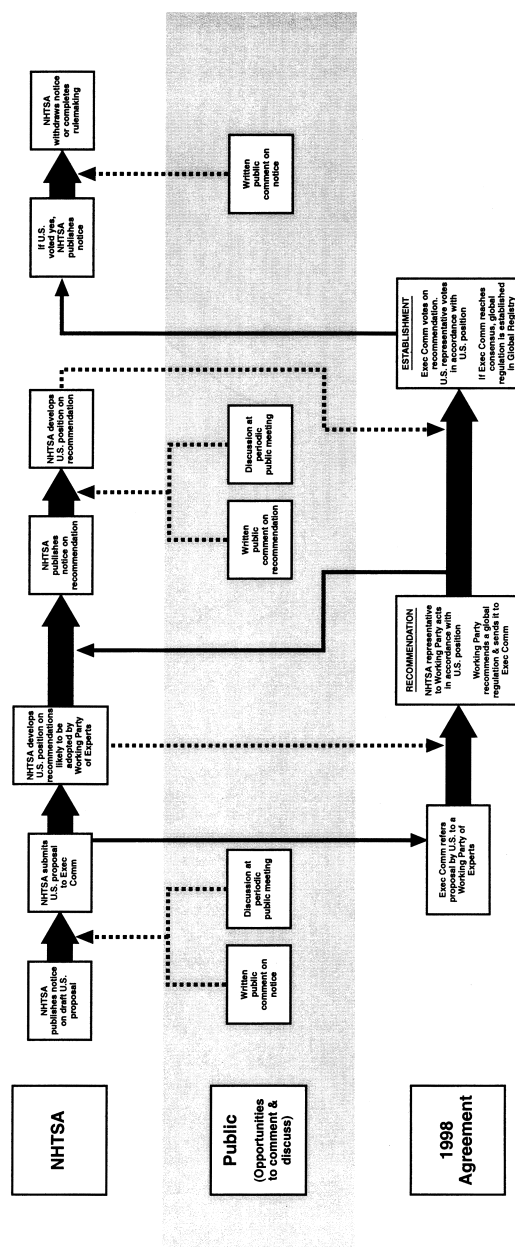 NHTSA
NHTSA
publishes notice
on draft U.S.
proposal
NHTSA submits
U.S. proposal
to Exec
Comm
NHTSA develops
U.S. position on
recommendations
likely to be
adopted by
Working Party
of Experts
NHTSA
publishes
notice on
recommendation
NHTSA develops
U.S. position on
recommendation
If U.S.
voted yes,
NHTSA
publishes
notice
NHTSA
withdraws notice
or completes
rulemaking
Public
(Opportunities
to comment &
discuss)
Written
public
comment on
notice
Discussion at
periodic
public meeting
Written
public
comment on
recommendation
Discussion at
periodic
public meeting
Written
public
comment on
notice
1998
Agreement
Exec Comm refers
proposal by U.S. to a
Working Party of
Experts
RECOMMENDATION
NHTSA representative
to Working Party acts
in accordance with
U.S. position
Working Party
recommends a global
regulation & sends it to
Exec Comm
ESTABLISHMENT
Exec Comm votes on
recommendation.
U.S. representative votes
in accordance with
U.S. position
If Exec Comm reaches
consensus, global
regulation is established
in Global Registry